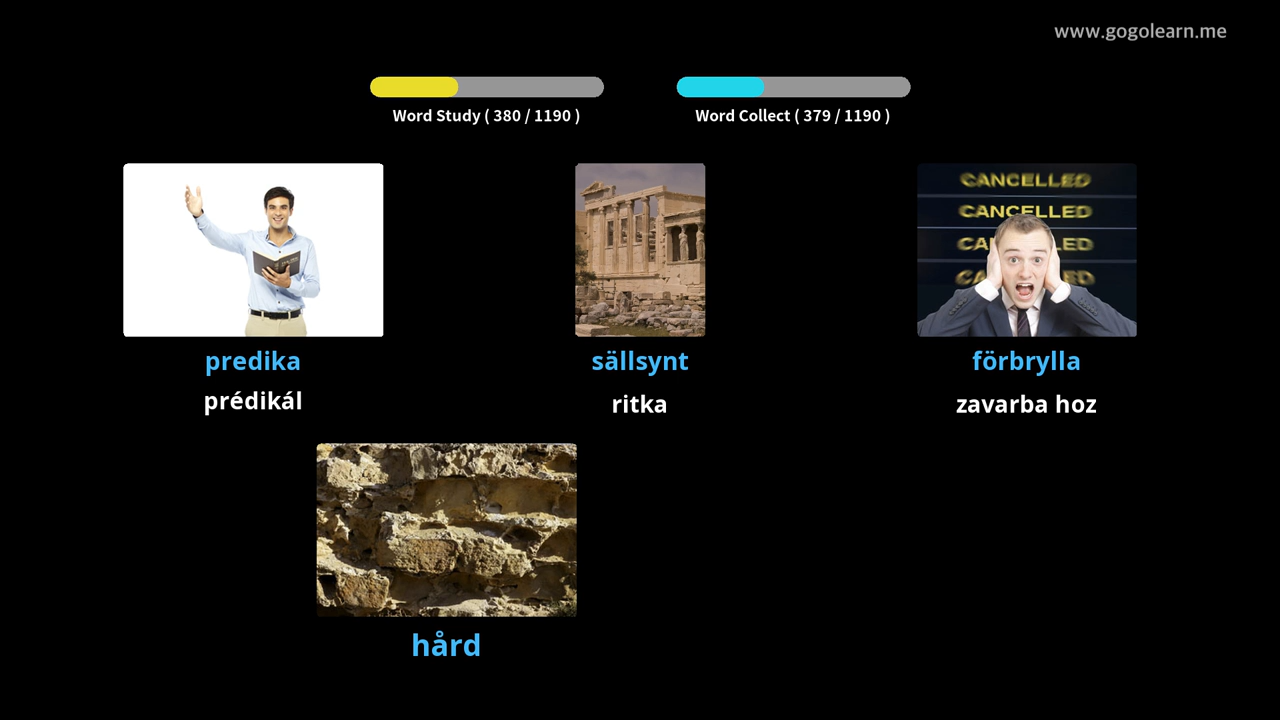 www.gogolearn.me
Word Study ( 380 / 1190 )
Word Collect ( 379 / 1190 )
CANCELLED
CANCELLED
predika
sällsynt
förbrylla
prédikál
ritka
zavarba hoz
hård